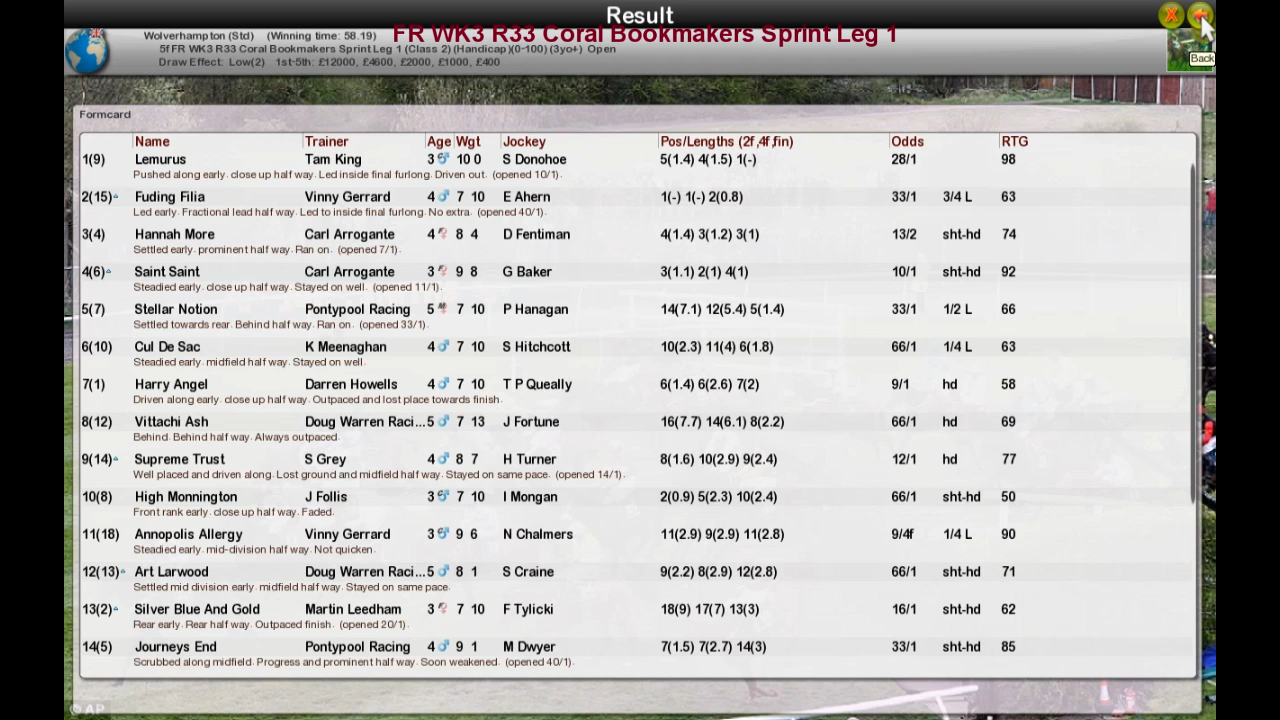 Result
FR WK3 R33 Coral Bookmakers Sprint Leg 1
Wolverhampton (Std) (Winning time: 58.19)
5f FR WK3 R33 Coral Bookmakers Sprint Leg 1 (Class 2) (Handicap)(0-100) (3yo+) Open
Draw Effect: Low(2) 1st-5th: £12000, £4600, £2000, £1000, £400
Back
Formcard
Name Trainer Age Wgt Jockey Pos/Lengths (2f,4f,fin) Odds RTG
1(9) Lemurus Tam King 3 10 0 S Donohoe 5(1.4) 4(1.5) 1(-) 28/1 98
Pushed along early. close up half way. Led inside final furlong. Driven out. (opened 10/1).
2(15) Fuding Filia Vinny Gerrard 4 7 10 E Ahern 1(-) 1(-) 2(0.8) 33/1 3/4 L 63
Led early. Fractional lead half way. Led to inside final furlong. No extra. (opened 40/1).
3(4) Hannah More Carl Arrogante 4 8 4 D Fentiman 4(1.4) 3(1.2) 3(1) 13/2 sht-hd 74
Settled early. prominent half way. Ran on. (opened 7/1).
4(6) Saint Saint Carl Arrogante 3 9 8 G Baker 3(1.1) 2(1) 4(1) 10/1 sht-hd 92
Steadied early. close up half way. Stayed on well. (opened 11/1).
5(7) Stellar Notion Pontypool Racing 5 7 10 P Hanagan 14(7.1) 12(5.4) 5(1.4) 33/1 1/2 L 66
Settled towards rear. Behind half way. Ran on. (opened 33/1).
6(10) Cul De Sac K Meenaghan 4 7 10 S Hitchcott 10(2.3) 11(4) 6(1.8) 66/1 1/4 L 63
Steadied early. midfield half way. Stayed on well.
7(1) Harry Angel Darren Howells 4 7 10 T P Queally 6(1.4) 6(2.6) 7(2) 9/1 hd 58
Driven along early. close up half way. Outpaced and lost place towards finish.
8(12) Vittachi Ash Doug Warren Raci... 5 7 13 J Fortune 16(7.7) 14(6.1) 8(2.2) 66/1 hd 69
Behind. Behind half way. Always outpaced.
9(14) Supreme Trust S Grey 4 8 7 H Turner 8(1.6) 10(2.9) 9(2.4) 12/1 hd 77
Well placed and driven along. Lost ground and midfield half way. Stayed on same pace. (opened 14/1).
10(8) High Monnington J Follis 3 7 10 I Mongan 2(0.9) 5(2.3) 10(2.4) 66/1 sht-hd 50
Front rank early. close up half way. Faded.
11(18) Annopolis Allergy Vinny Gerrard 3 9 6 N Chalmers 11(2.9) 9(2.9) 11(2.8) 9/4f 1/4 L 90
Steadied early. mid-division half way. Not quicken.
12(13) Art Larwood Doug Warren Raci... 5 8 1 S Craine 9(2.2) 8(2.9) 12(2.8) 66/1 sht-hd 71
Settled mid division early. midfield half way. Stayed on same pace.
13(2) Silver Blue And Gold Martin Leedham 3 7 10 F Tylicki 18(9) 17(7) 13(3) 16/1 sht-hd 62
Rear early. Rear half way. Outpaced finish. (opened 20/1).
14(5) Journeys End Pontypool Racing 4 9 1 M Dwyer 7(1.5) 7(2.7) 14(3) 33/1 sht-hd 85
Scrubbed along midfield. Progress and prominent half way. Soon weakened. (opened 40/1).
© AP